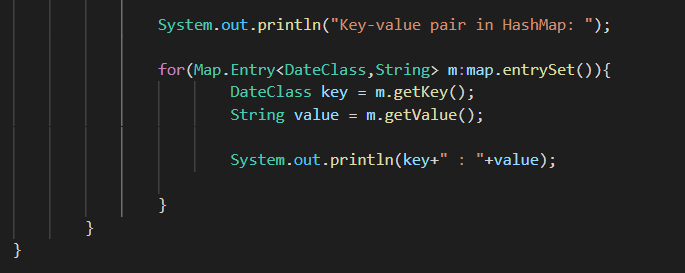 System.out.println("Key-value pair in HashMap: ");
for(Map.Entry<DateClass,String> m:map.entrySet()){
DateClass key = m.getKey();
String value = m.getValue();
System.out.println(key+" : "+value);
}
}
}